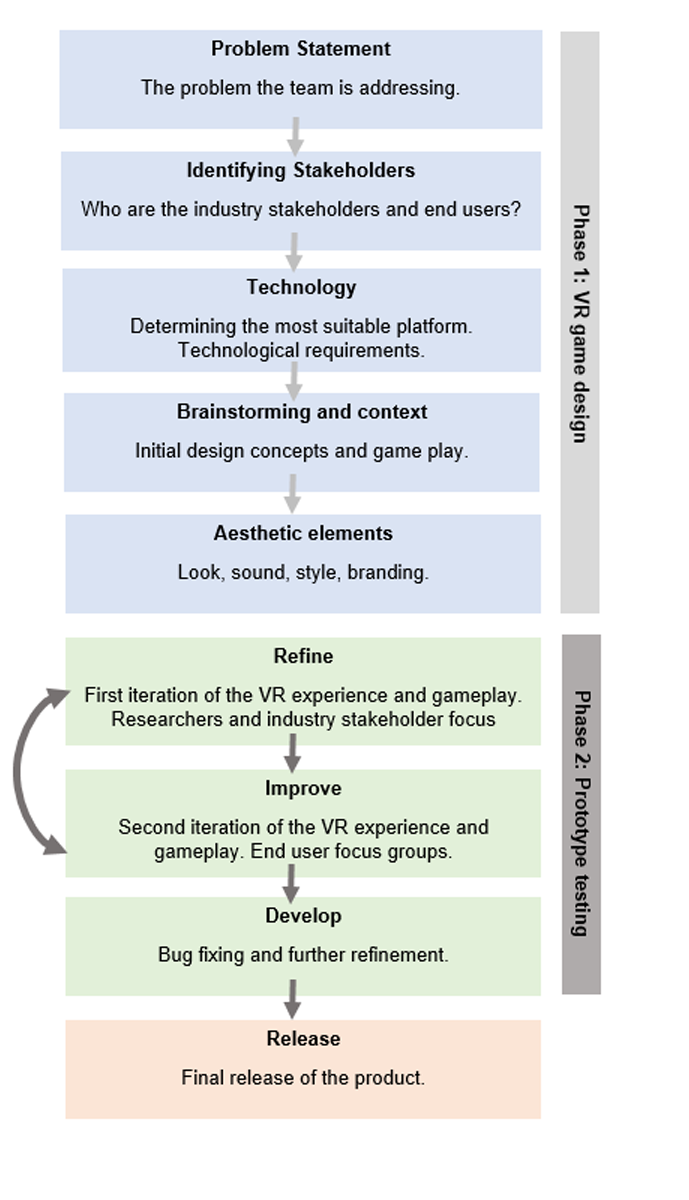 Problem Statement
The problem the team is addressing.
Identifying Stakeholders
Who are the industry stakeholders and end users?
Technology
Determining the most suitable platform.
Technological requirements.
Brainstorming and context
Initial design concepts and game play.
Aesthetic elements
Look, sound, style, branding.
Phase 1: VR game design
Refine
First iteration of the VR experience and gameplay.
Researchers and industry stakeholder focus
Improve
Second iteration of the VR experience and
gameplay. End user focus groups.
Develop
Bug fixing and further refinement.
Phase 2: Prototype testing
Release
Final release of the product.